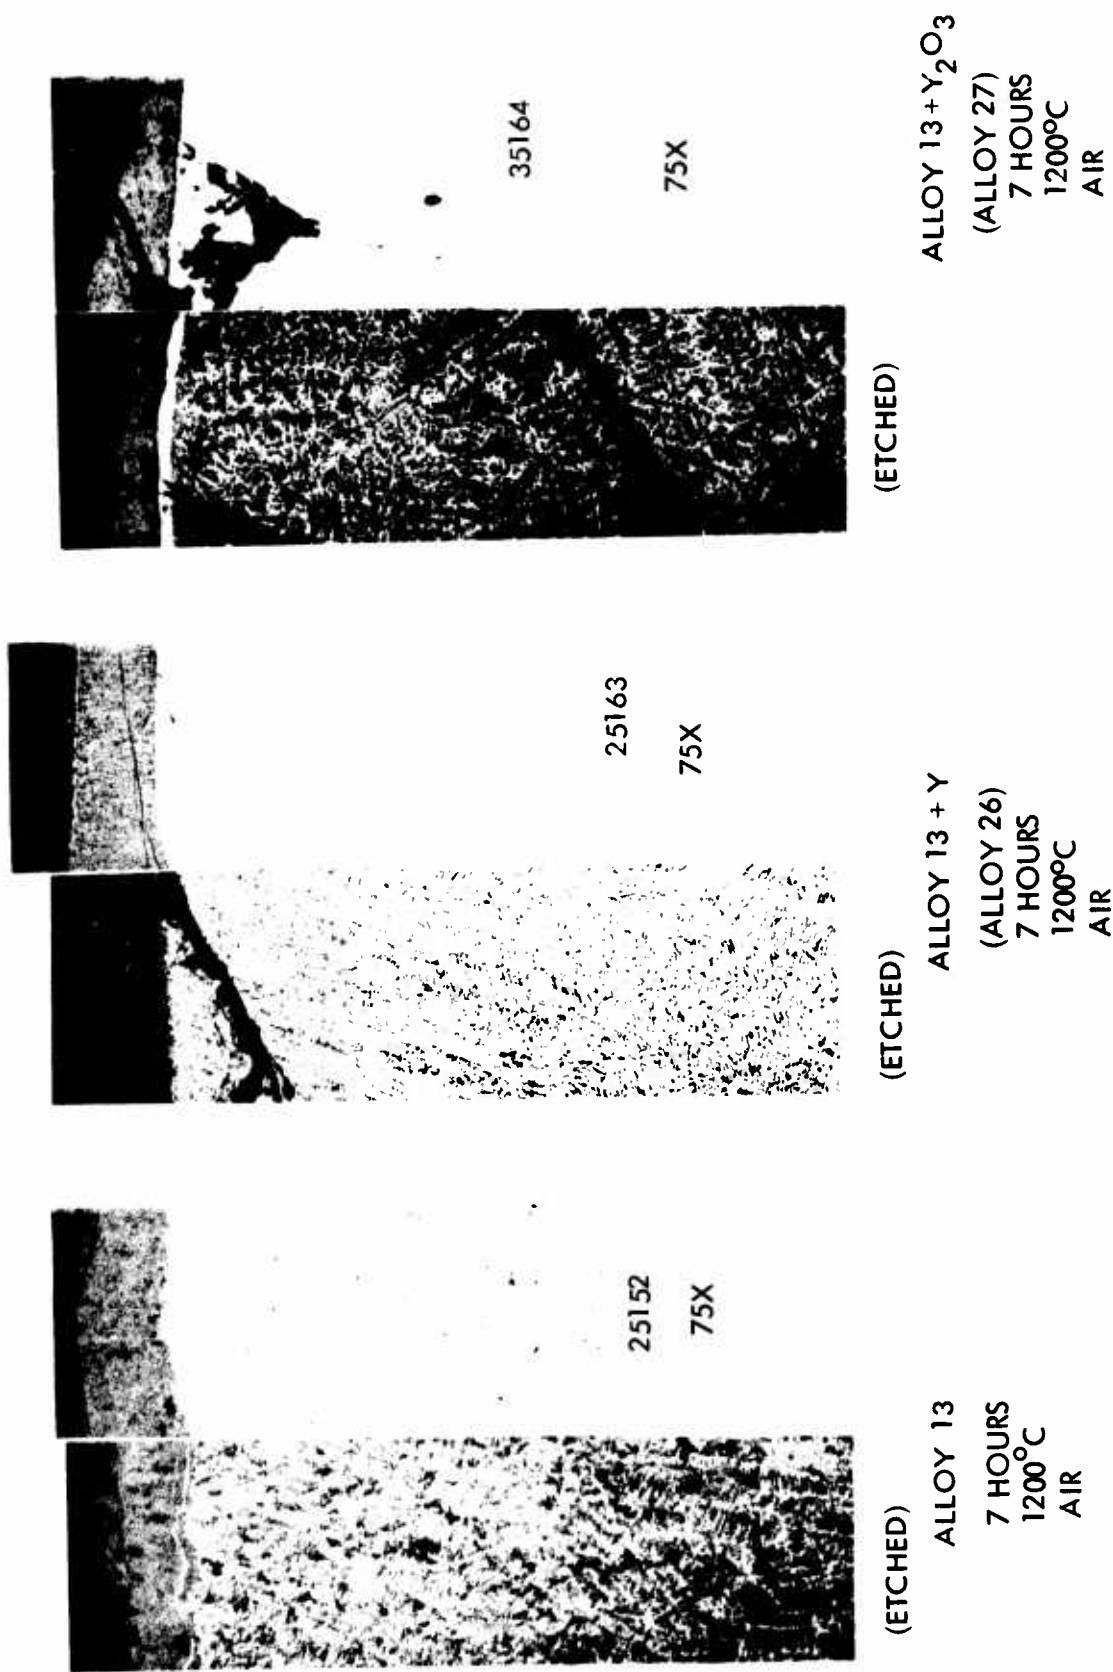 25152
75X
(ETCHED)
ALLOY 13
7 HOURS
1200°C
AIR
25163
75X
(ETCHED)
ALLOY 13 + Y
(ALLOY 26)
7 HOURS
1200°C
AIR
35164
75X
(ETCHED)
ALLOY 13 + Y₂O₃
(ALLOY 27)
7 HOURS
1200°C
AIR